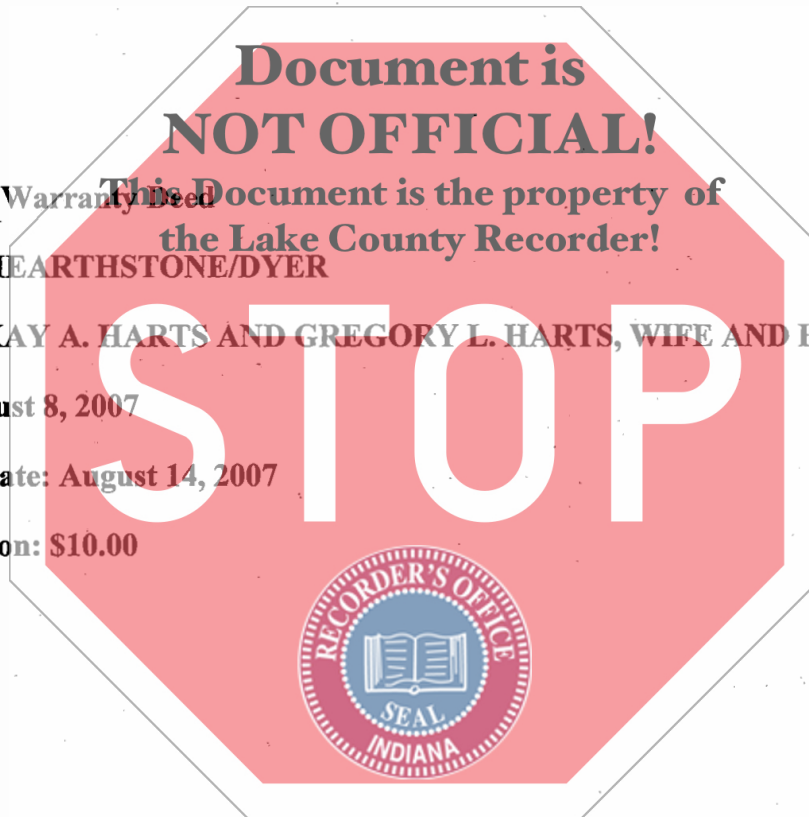 Document is
NOT OFFICIAL!
This Document is the property of
the Lake County Recorder!
Warranty Deed
EARTHSTONE/DYER
AY A. HARTS AND GREGORY L. HARTS, WIFE AND
ust 8, 2007
ate: August 14, 2007
on: $10.00
STOP
RECORDER'S OFFICE
SEAL
INDIANA